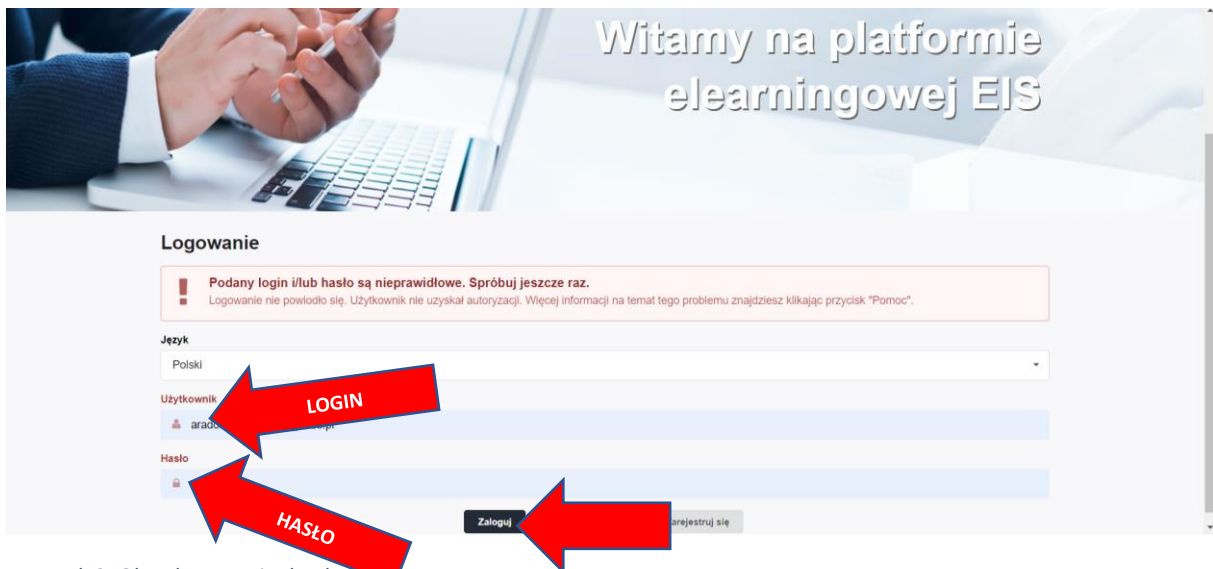 Witamy na platformie
elearningowej EIS
Logowanie
Podany login i/lub hasło są nieprawidłowe. Spróbuj jeszcze raz.
Logowanie nie powiodło się. Użytkownik nie uzyskał autoryzacji. Więcej informacji na temat tego problemu znajdziesz klikając przycisk "Pomoc".
Język
Polski
Użytkownik
LOGIN
Hasło
HASŁO
Zaloguj
się